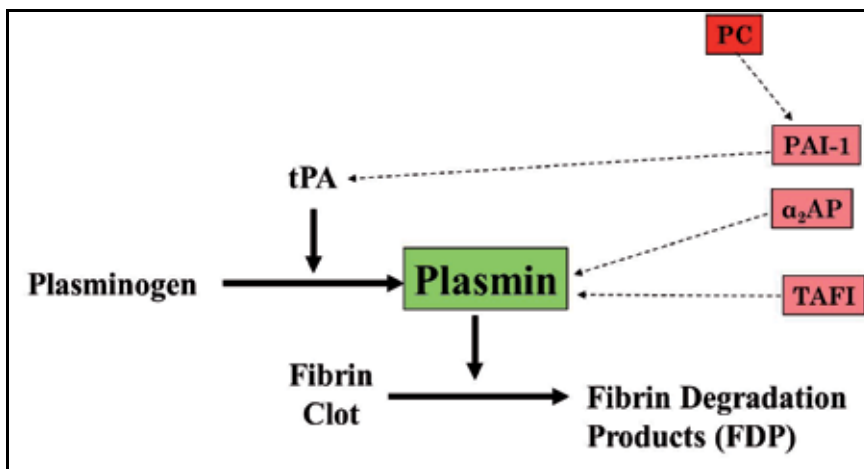 PC
PAI-1
tPA
α₂AP
Plasminogen
Plasmin
TAFI
Fibrin
Clot
Fibrin Degradation
Products (FDP)